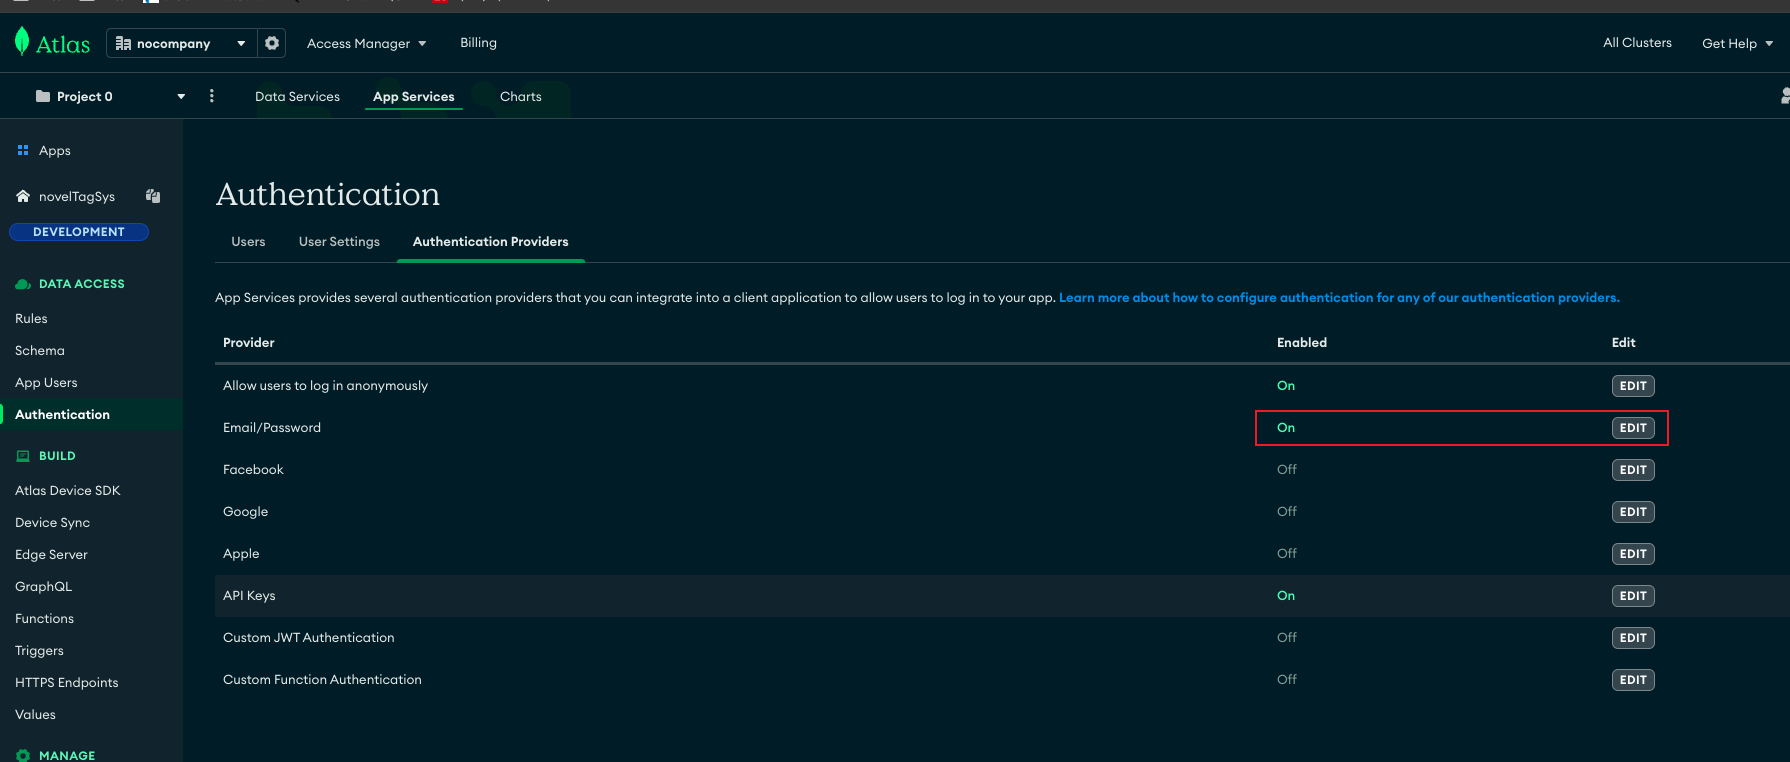 Atlas
nocompany
Access Manager
Billing
All Clusters
Get Help
Project 0
Data Services
App Services
Charts
Apps
novelTagSys
DEVELOPMENT
DATA ACCESS
Rules
Schema
App Users
Authentication
BUILD
Atlas Device SDK
Device Sync
Edge Server
GraphQL
Functions
Triggers
HTTPS Endpoints
Values
MANAGE
Authentication
Users User Settings Authentication Providers
App Services provides several authentication providers that you can integrate into a client application to allow users to log in to your app. Learn more about how to configure authentication for any of our authentication providers.
Provider Enabled Edit
Allow users to log in anonymously On EDIT
Email/Password On EDIT
Facebook Off EDIT
Google Off EDIT
Apple Off EDIT
API Keys On EDIT
Custom JWT Authentication Off EDIT
Custom Function Authentication Off EDIT